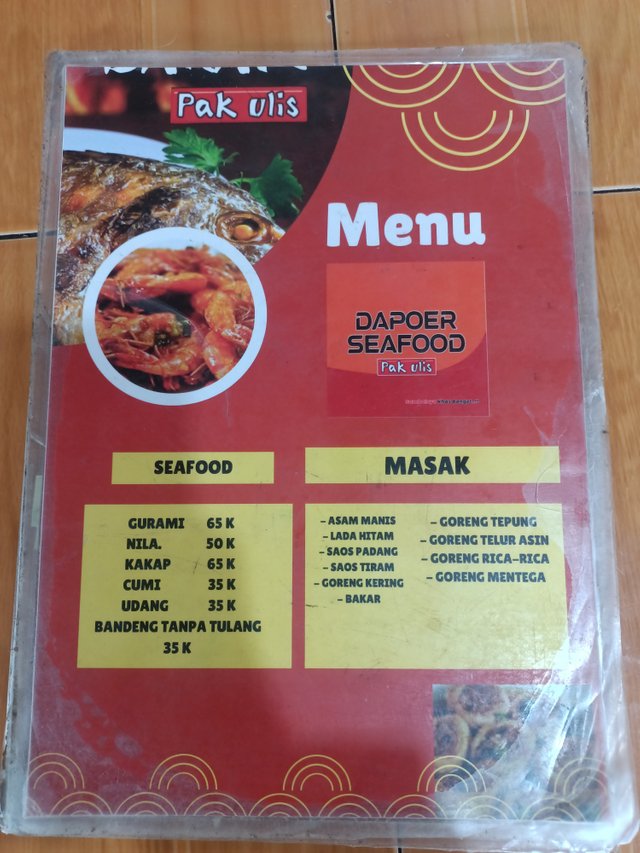 Pak Ulis
Menu
DAPOER
SEAFOOD
Pak Ulis
SEAFOOD
GURAMI 65 K
NILA. 50 K
KAKAP 65 K
CUMI 35 K
UDANG 35 K
BANDENG TANPA TULANG
35 K
MASAK
- ASAM MANIS
- LADA HITAM
- SAOS PADANG
- SAOS TIRAM
- GORENG KERING
- BAKAR
- GORENG TEPUNG
- GORENG TELUR ASIN
- GORENG RICA-RICA
- GORENG MENTEGA